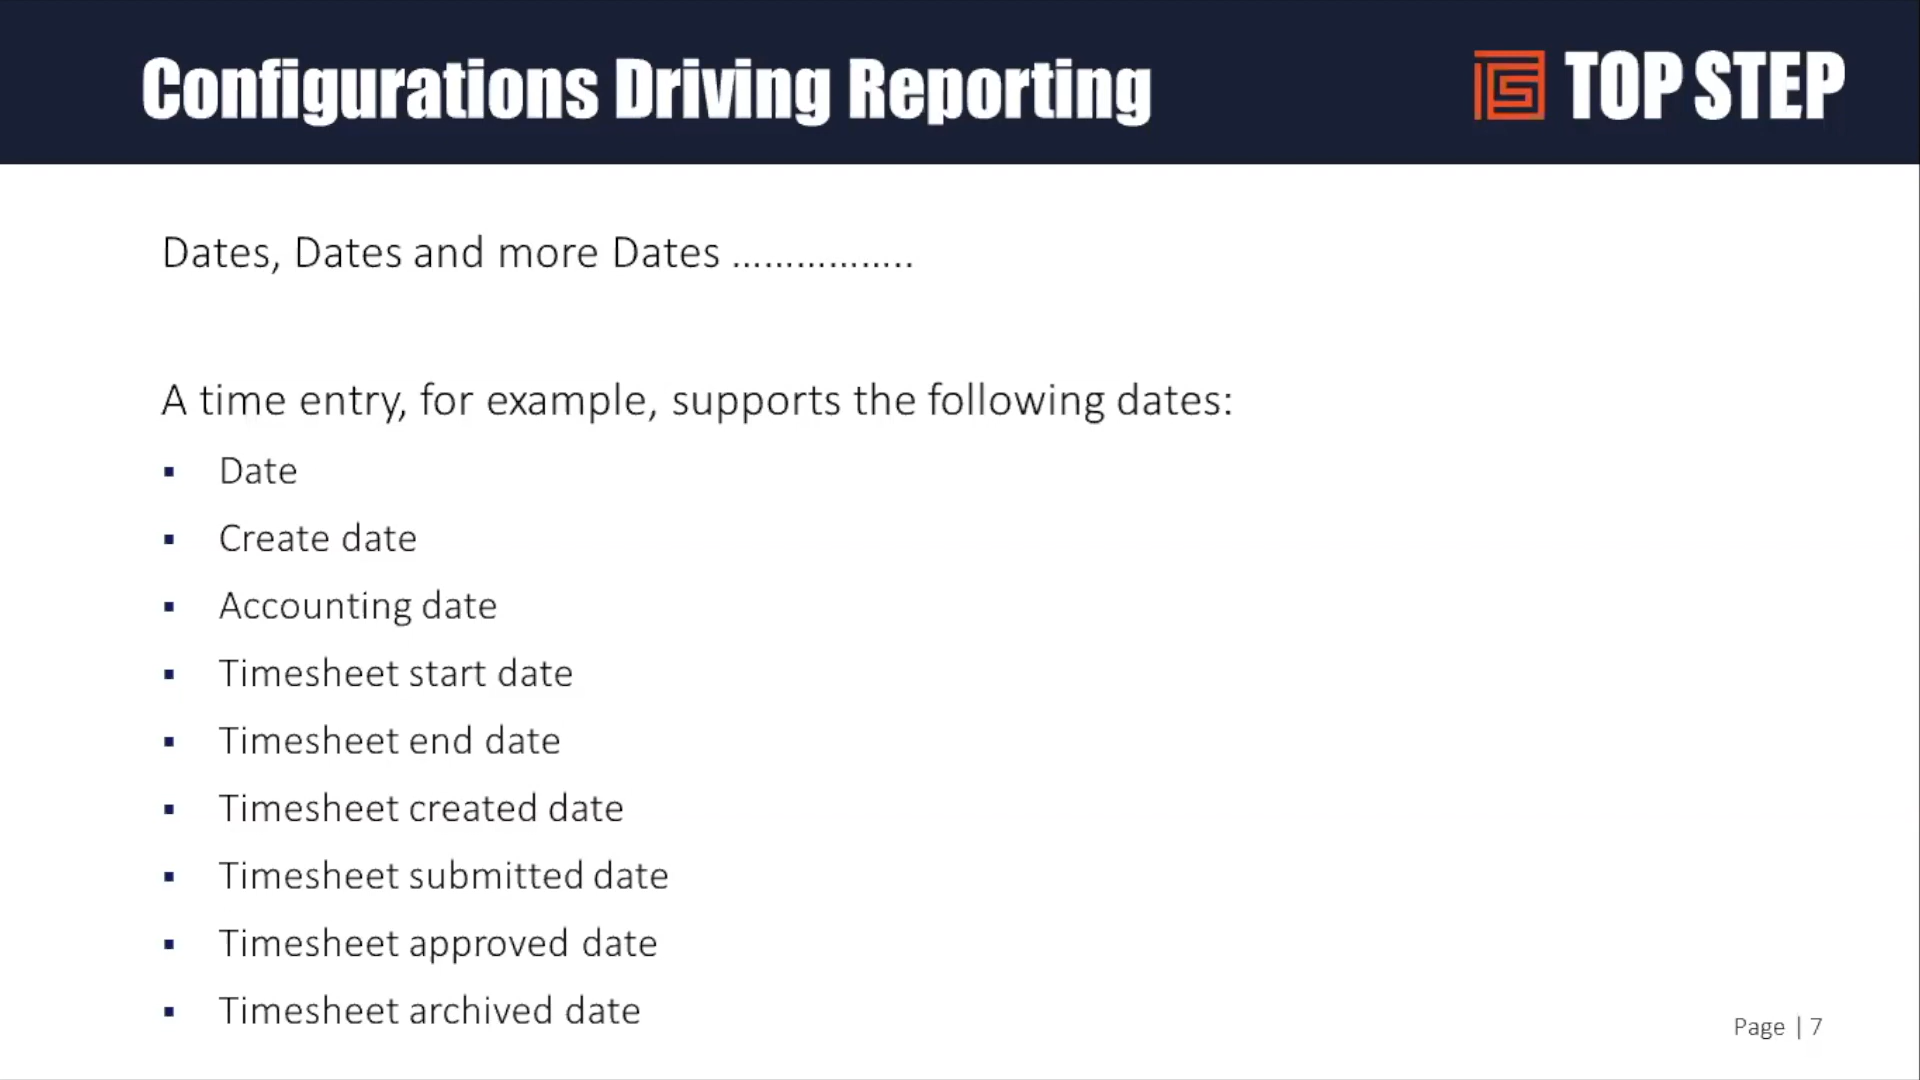 Configurations Driving Reporting
TOP STEP
Dates, Dates and more Dates ……………..
A time entry, for example, supports the following dates:
▪ Date
▪ Create date
▪ Accounting date
▪ Timesheet start date
▪ Timesheet end date
▪ Timesheet created date
▪ Timesheet submitted date
▪ Timesheet approved date
▪ Timesheet archived date
Page | 7